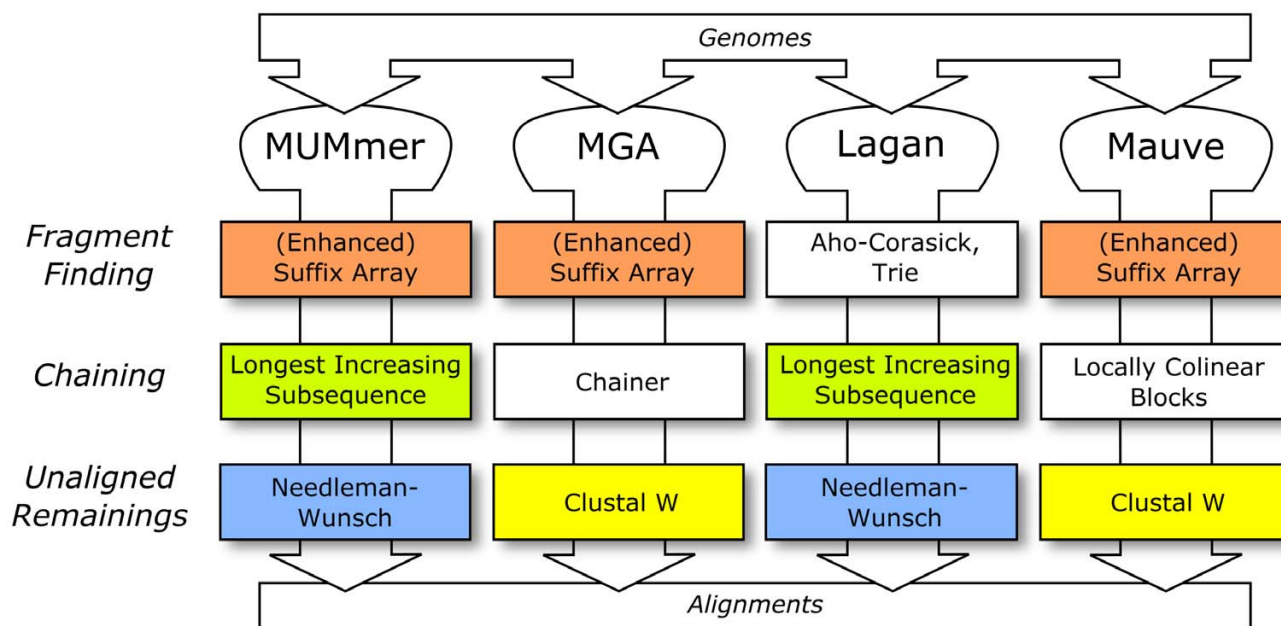 Genomes
MUMmer
MGA
Lagan
Mauve
Fragment
Finding
(Enhanced)
Suffix Array
(Enhanced)
Suffix Array
Aho-Corasick,
Trie
(Enhanced)
Suffix Array
Chaining
Longest Increasing
Subsequence
Chainer
Longest Increasing
Subsequence
Locally Colinear
Blocks
Unaligned
Remainings
Needleman-
Wunsch
Clustal W
Needleman-
Wunsch
Clustal W
Alignments